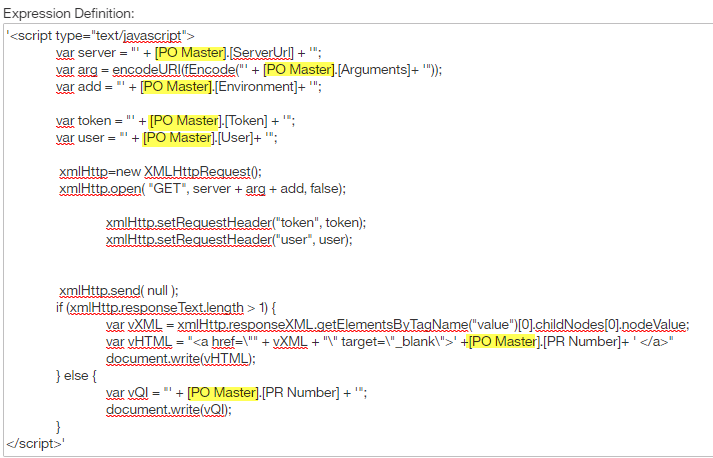 Expression Definition:
'<script type="text/javascript">
var server = "' + [PO Master].[ServerUrl] + '";
var arg = encodeURI(fEncode("' + [PO Master].[Arguments]+ '"));
var add = "' + [PO Master].[Environment]+ '";
var token = "' + [PO Master].[Token] + '";
var user = "' + [PO Master].[User]+ '";
xmlHttp=new XMLHttpRequest();
xmlHttp.open( "GET", server + arg + add, false);
xmlHttp.setRequestHeader("token", token);
xmlHttp.setRequestHeader("user", user);
xmlHttp.send( null );
if (xmlHttp.responseText.length > 1) {
var vXML = xmlHttp.responseXML.getElementsByTagName("value")[0].childNodes[0].nodeValue;
var vHTML = "<a href=\"" + vXML + "\" target=\"_blank\">' +[PO Master].[PR Number]+ ' </a>"
document.write(vHTML);
} else {
var vQI = "' + [PO Master].[PR Number] + '";
document.write(vQI);
}
</script>'